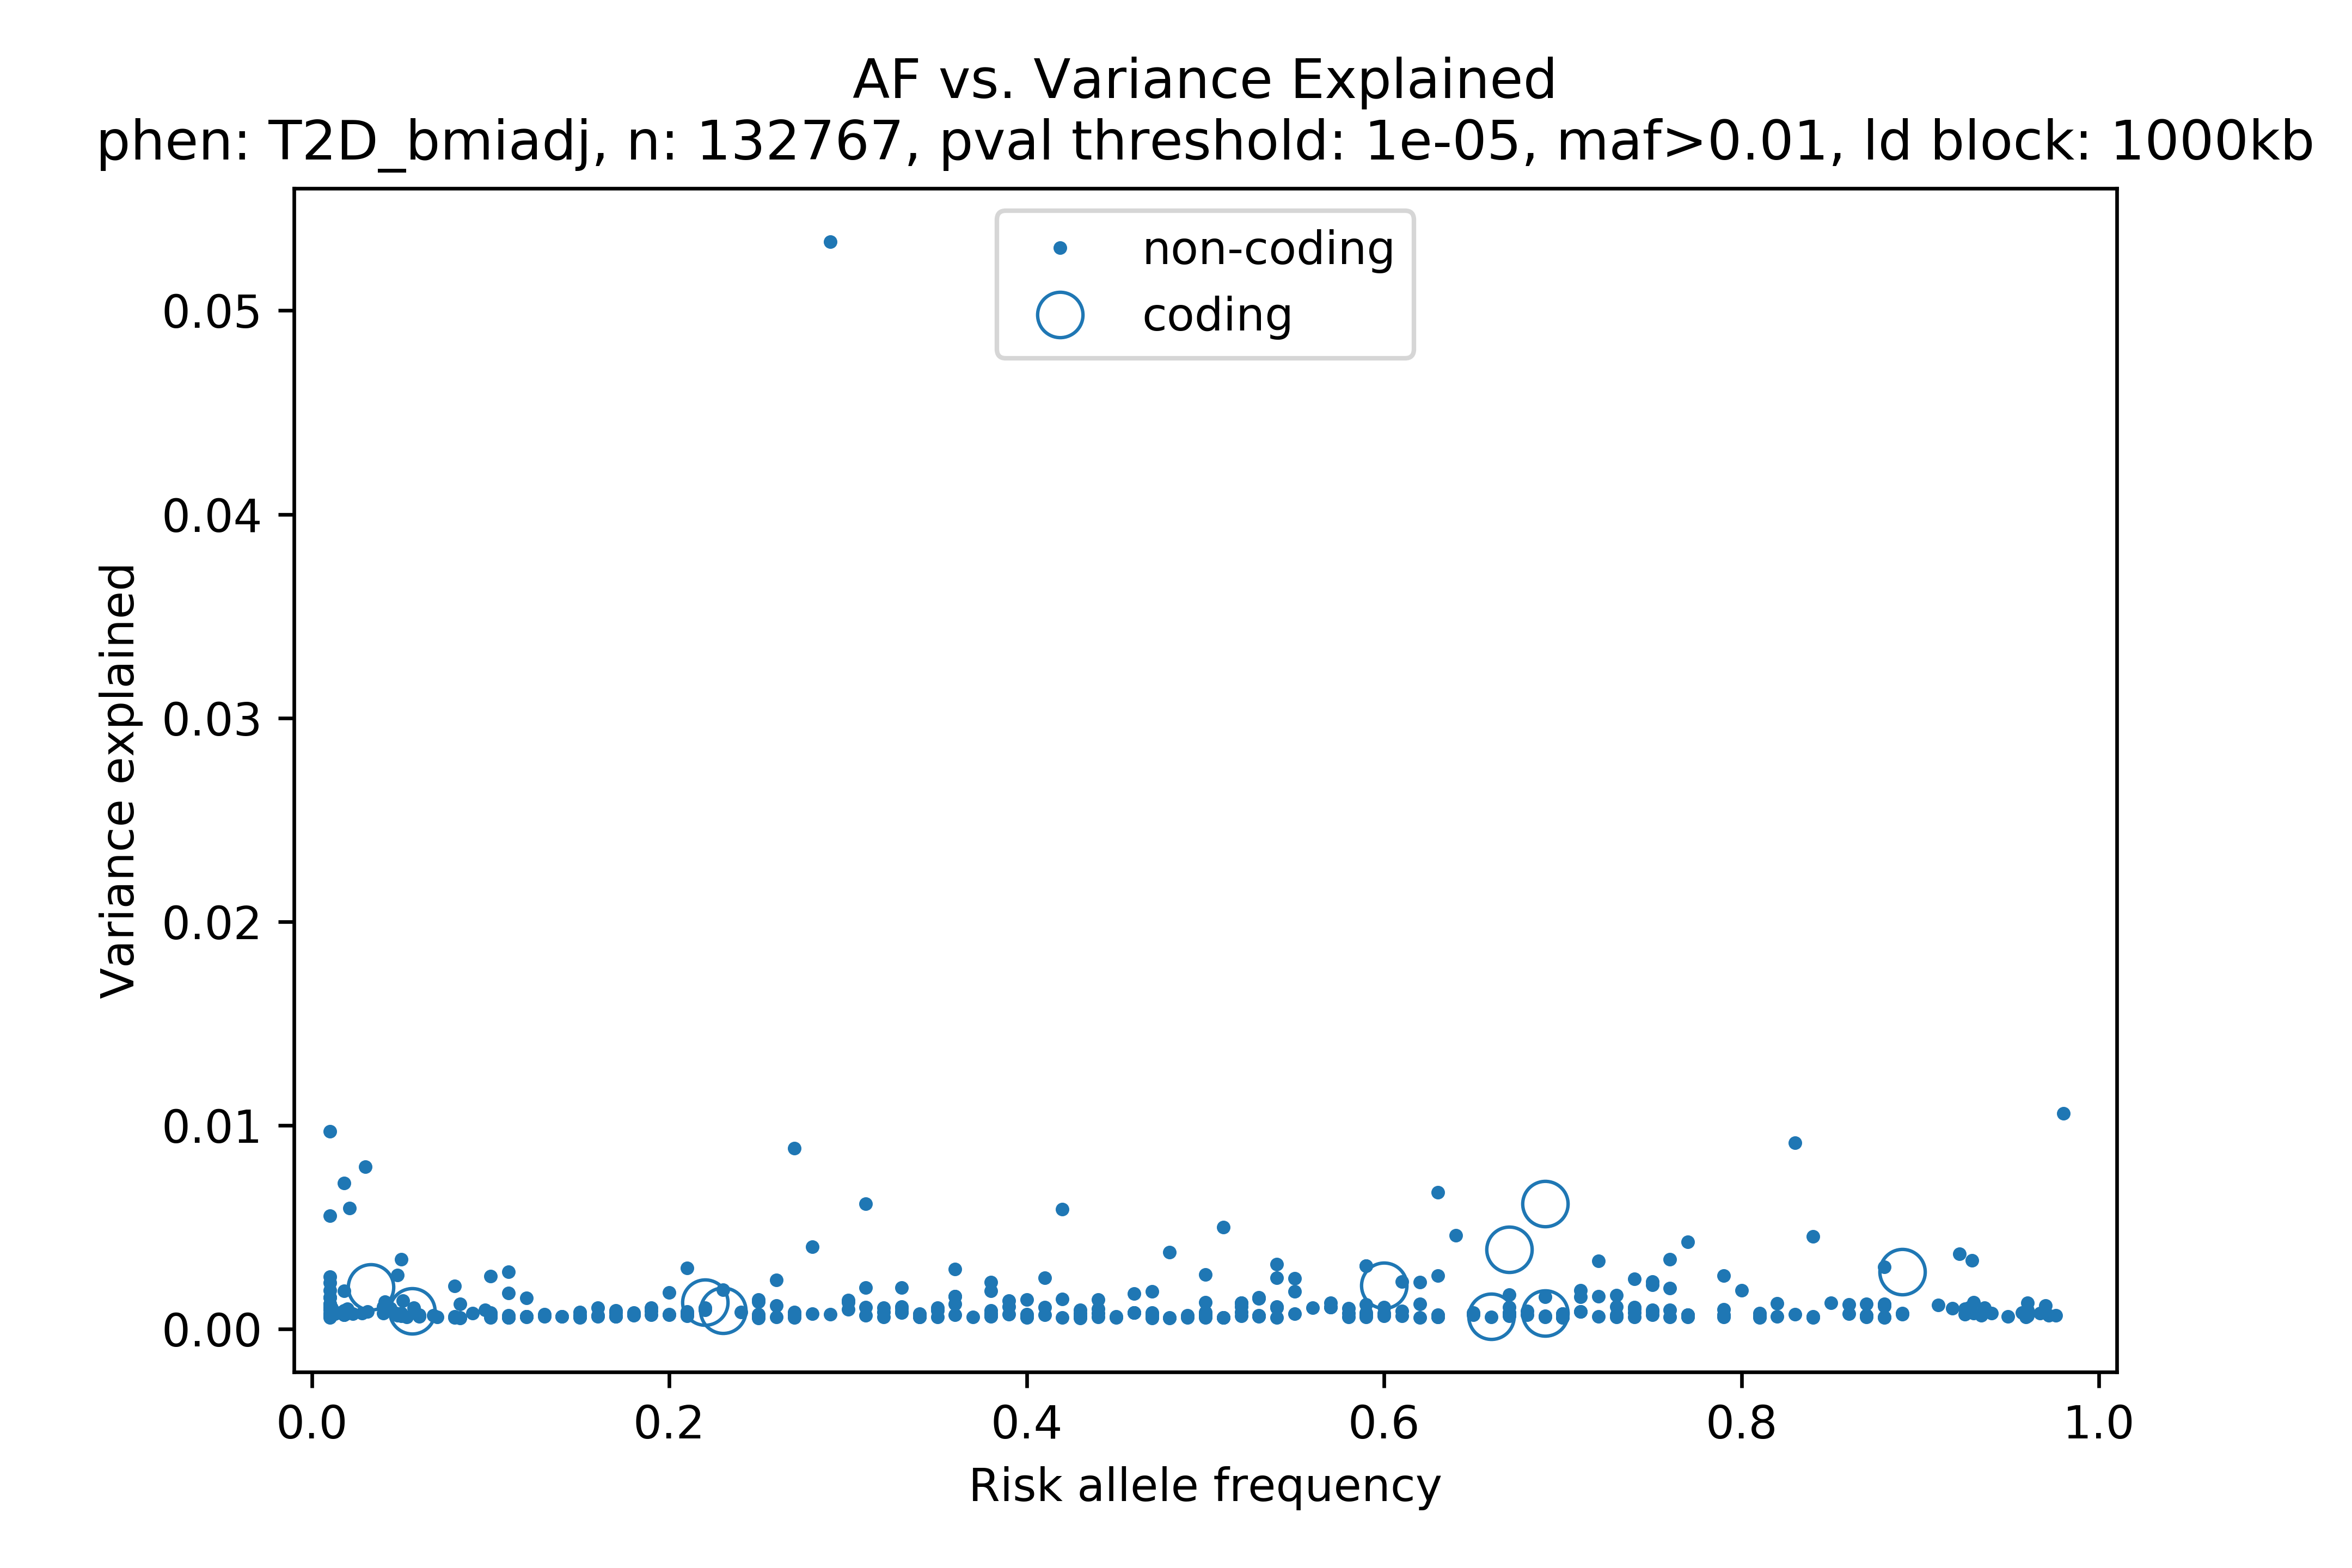 AF vs. Variance Explained
phen: T2D_bmiadj, n: 132767, pval threshold: 1e-05, maf>0.01, ld block: 1000kb
non-coding
coding
0.05
0.04
0.03
0.02
0.01
0.00
Variance explained
0.0 0.2 0.4 0.6 0.8 1.0
Risk allele frequency